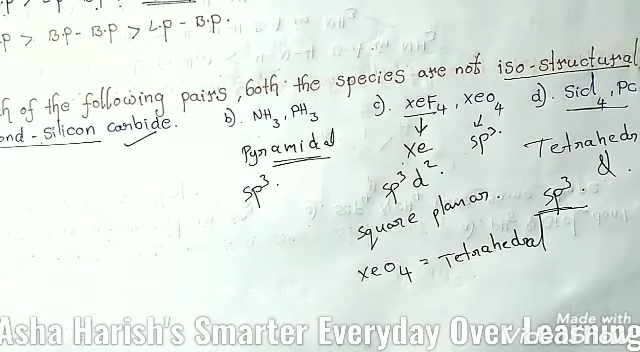 p > B.P - B.P > L.P - B.P.
h of the following pairs, both the species are not iso-structural
ond - Silicon carbide. b). NH3, PH3 c). XeF4, XeO4 d). SiCl4, PC
Pyramidal ↓ ↓ Tetrahedr
Xe sp³. &
sp³. sp³d². sp³.
square planar.
XeO4 = Tetrahedral
Asha Harish's Smarter Everyday Over Learning
Made with
VideoShow